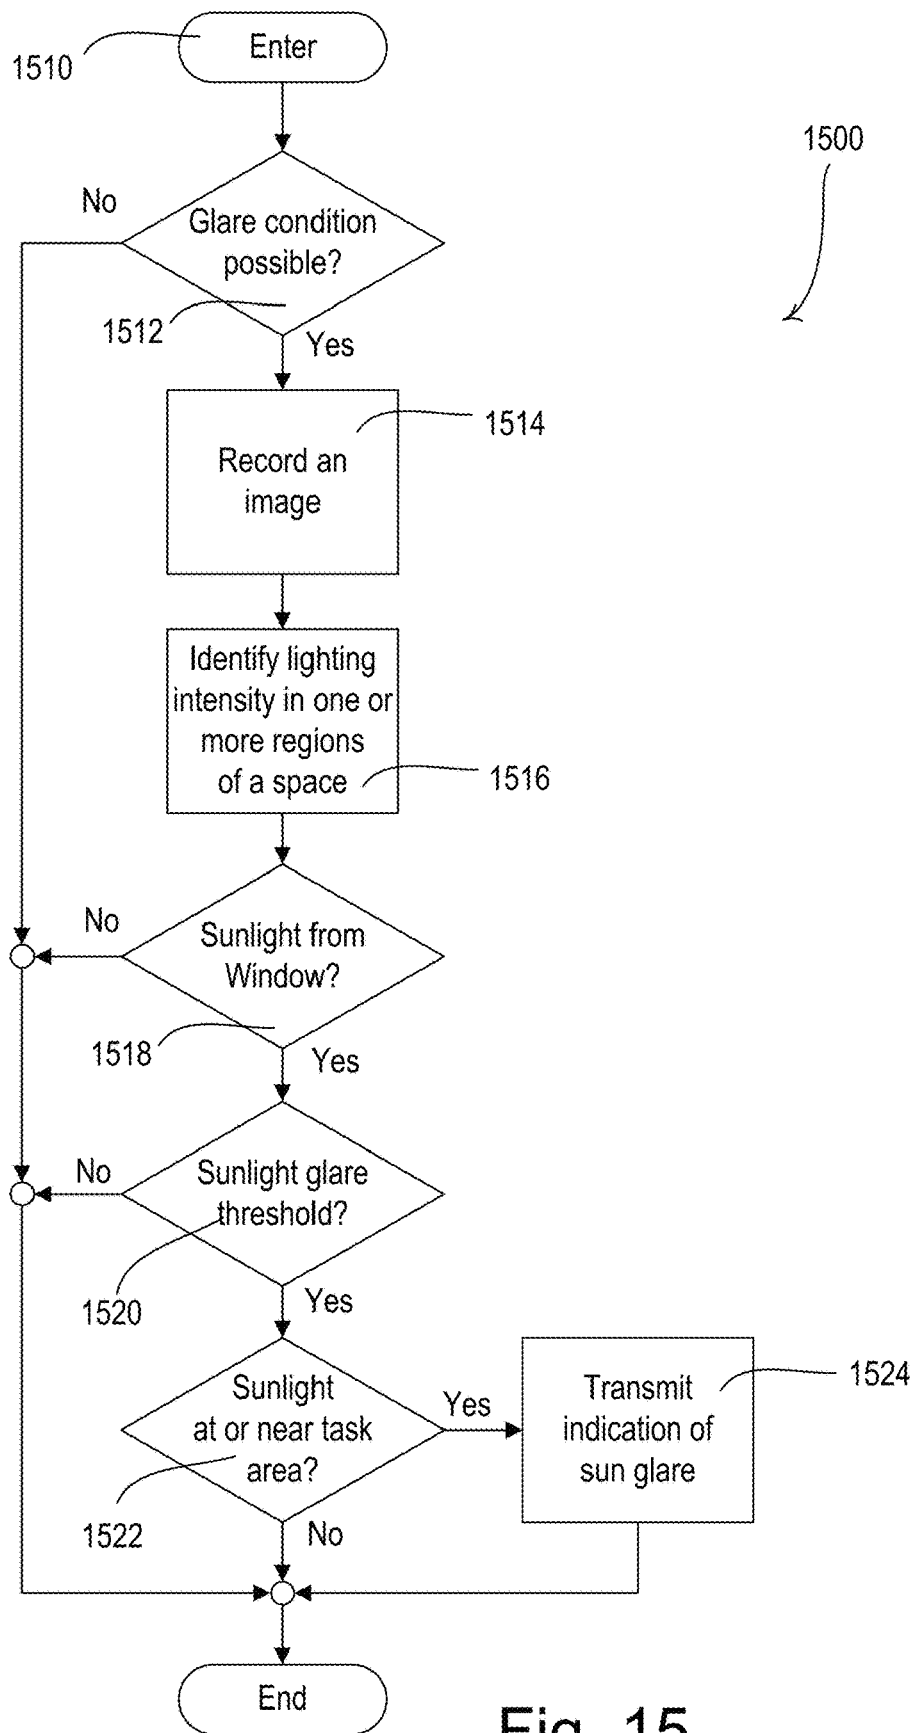 Enter
1510
1500
No
Glare condition
possible?
1512
Yes
1514
Record an
image
Identify lighting
intensity in one or
more regions
of a space
1516
No
Sunlight from
Window?
1518
Yes
No
Sunlight glare
threshold?
1520
Yes
Sunlight
at or near task
area?
Yes
1524
Transmit
indication of
sun glare
1522
No
End
Fig. 15